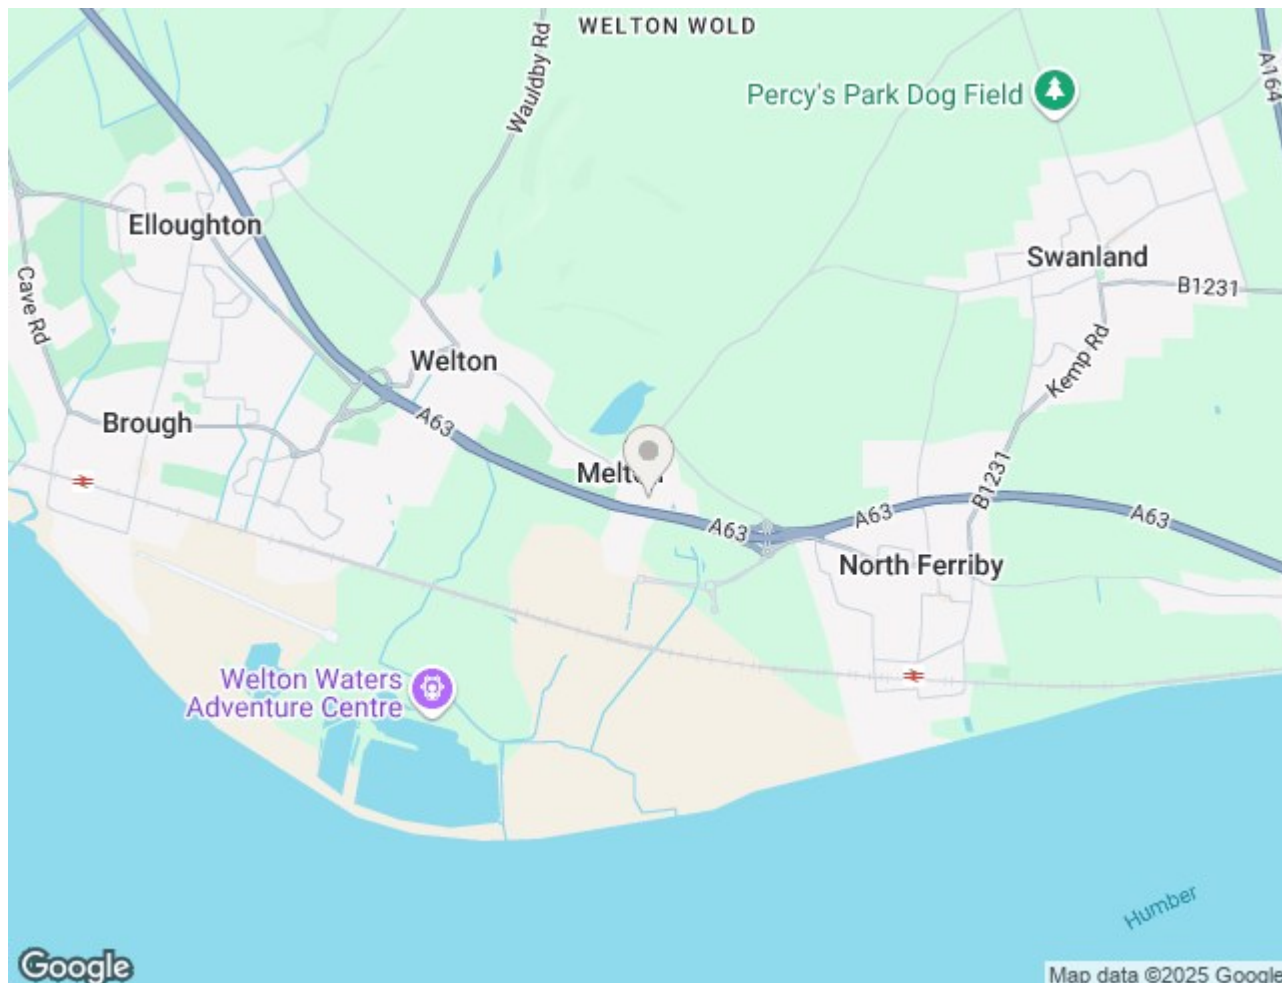 WELTON WOLD
Wauldby Rd
Percy's Park Dog Field
A164
Elloughton
Swanland
B1231
Cave Rd
Welton
Kemp Rd
Brough
A63
Melton
B1231
A63
A63
A63
North Ferriby
Welton Waters
Adventure Centre
Humber
Google
Map data ©2025 Google